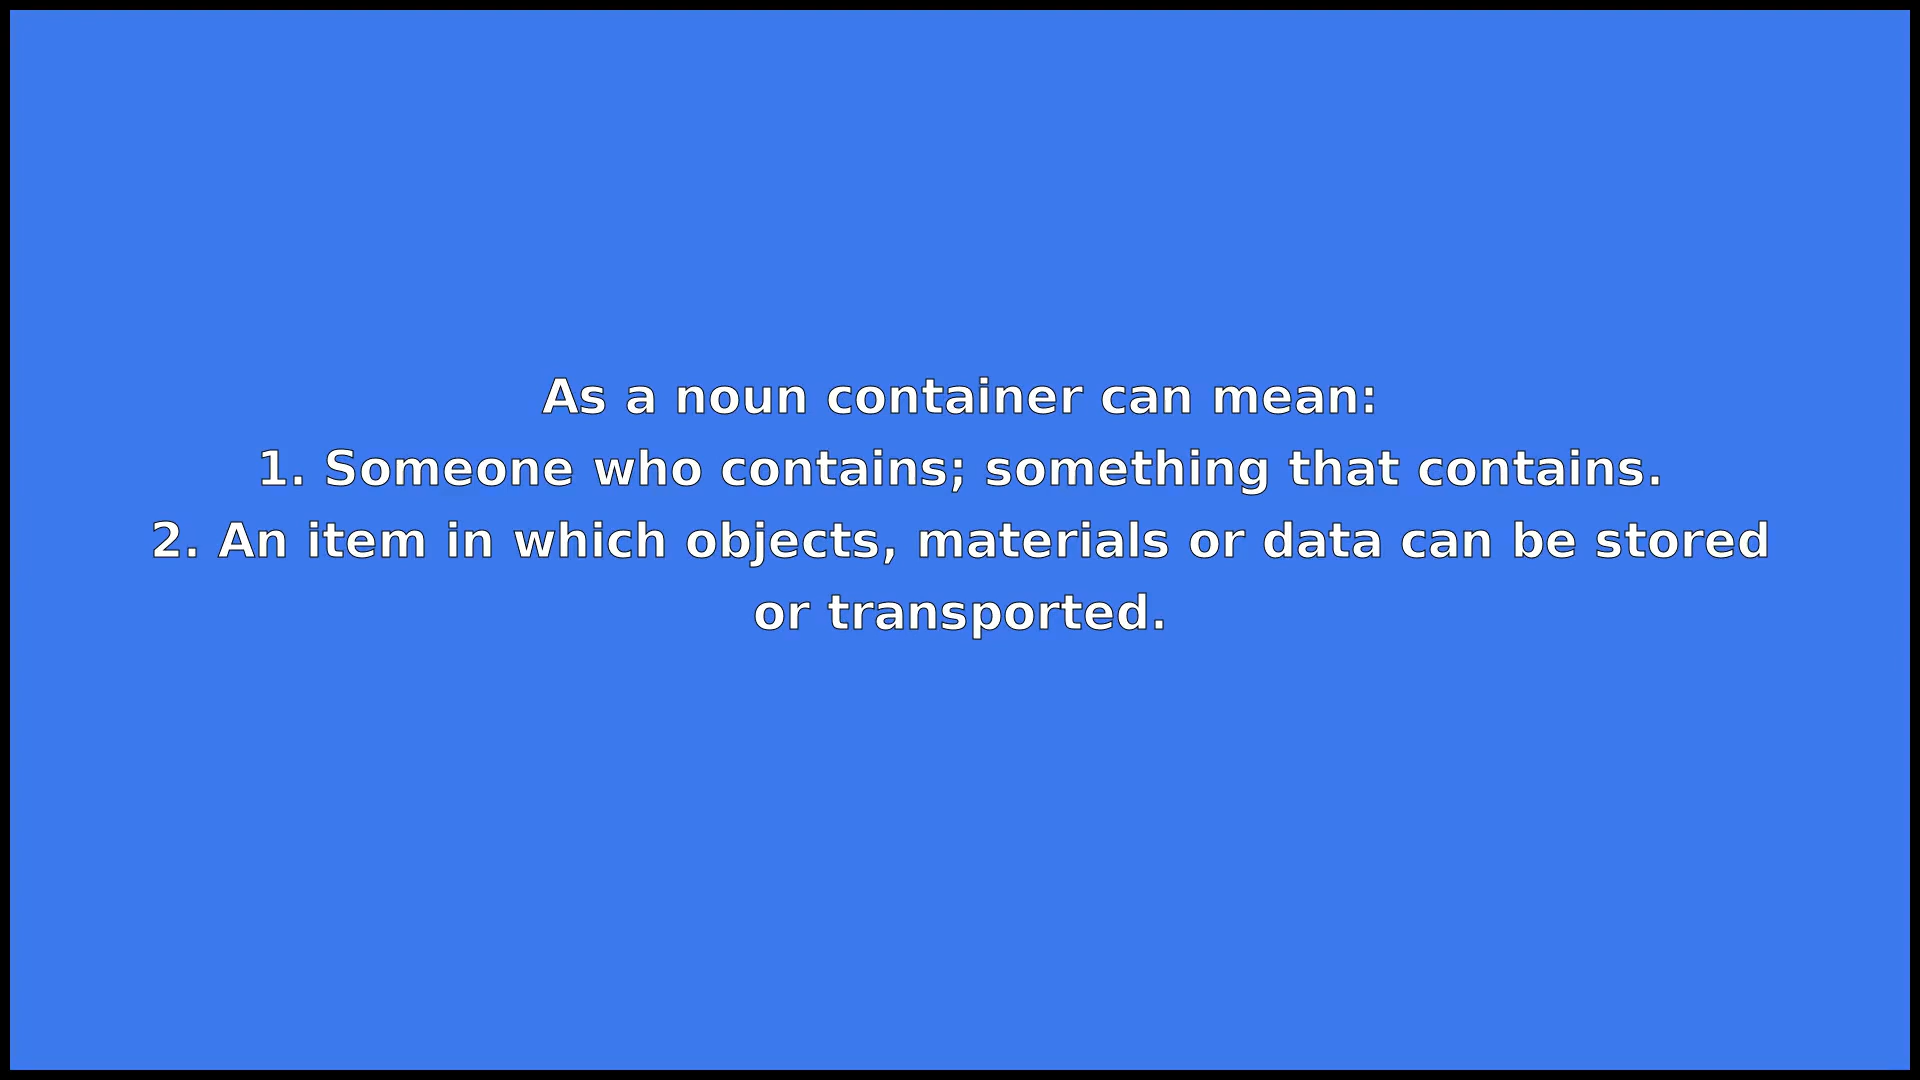 As a noun container can mean:
1. Someone who contains; something that contains.
2. An item in which objects, materials or data can be stored
or transported.